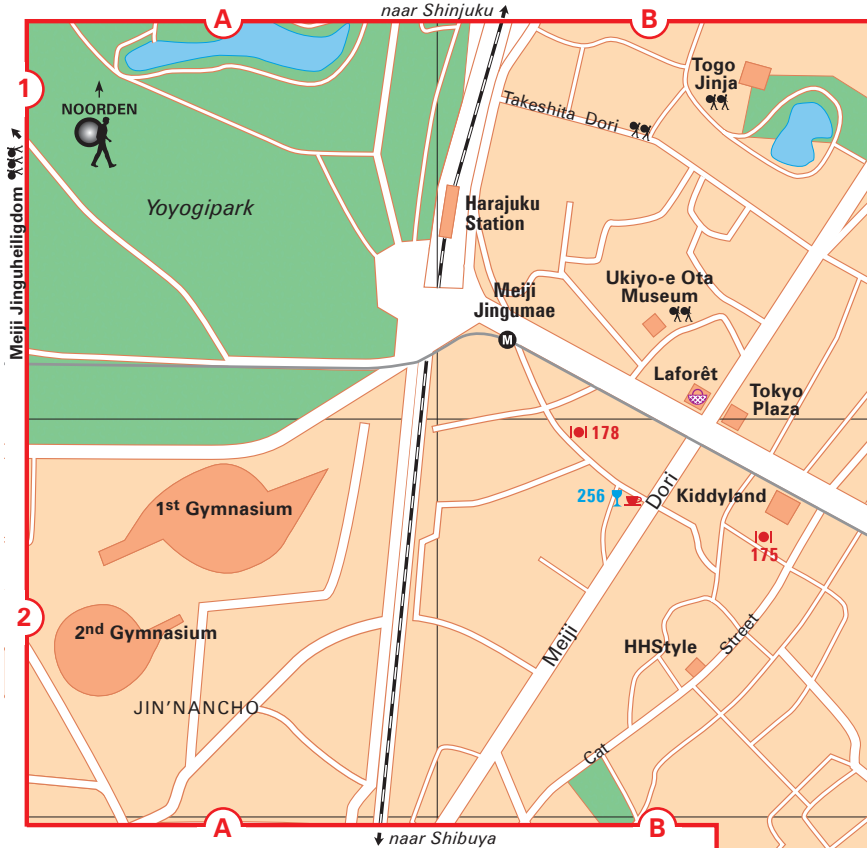 naar Shinjuku
A
B
1
NOORDEN
Meiji Jinguheiligdom
Togo
Jinja
Takeshita Dori
Yoyogipark
Harajuku
Station
Meiji
Jingumae
M
Ukiyo-e Ota
Museum
Laforêt
Tokyo
Plaza
178
256
Kiddyland
175
Meiji Dori
1st Gymnasium
2
2nd Gymnasium
HHStyle
Cat Street
JIN'NANCHO
A
B
naar Shibuya